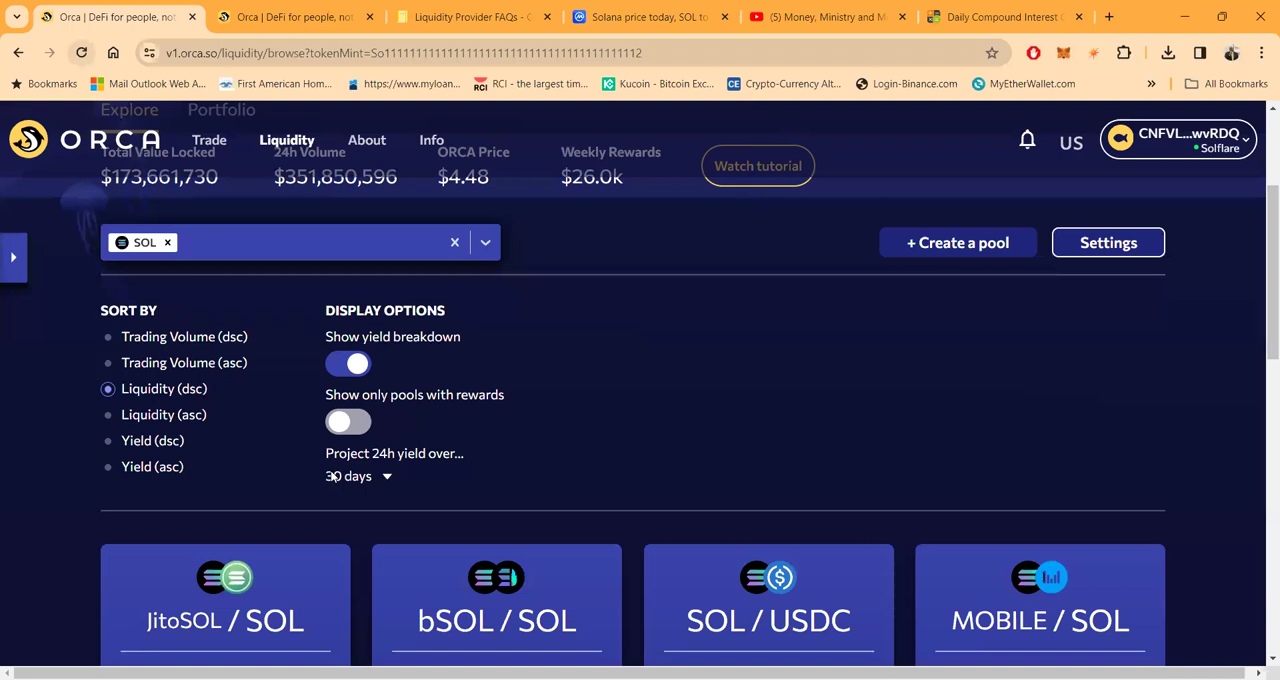 Orca | DeFi for people, not
Orca | DeFi for people, not
Liquidity Provider FAQs - C
Solana price today, SOL to
(5) Money, Ministry and M
Daily Compound Interest C
v1.orca.so/liquidity/browse?tokenMint=So11111111111111111111111111111111111111112
Bookmarks
Mail Outlook Web A...
First American Hom...
https://www.myloan...
RCI - the largest tim...
Kucoin - Bitcoin Exc...
Crypto-Currency Alt...
Login-Binance.com
MyEtherWallet.com
All Bookmarks
Explore Portfolio
ORCA Trade Liquidity About Info
US
CNFVL...wvRDQ
Solflare
Total Value Locked 24h Volume ORCA Price Weekly Rewards
$173,661,730 $351,850,596 $4.48 $26.0k
Watch tutorial
SOL
+ Create a pool
Settings
SORT BY
Trading Volume (dsc)
Trading Volume (asc)
Liquidity (dsc)
Liquidity (asc)
Yield (dsc)
Yield (asc)
DISPLAY OPTIONS
Show yield breakdown
Show only pools with rewards
Project 24h yield over...
30 days
JitoSOL / SOL
bSOL / SOL
SOL / USDC
MOBILE / SOL